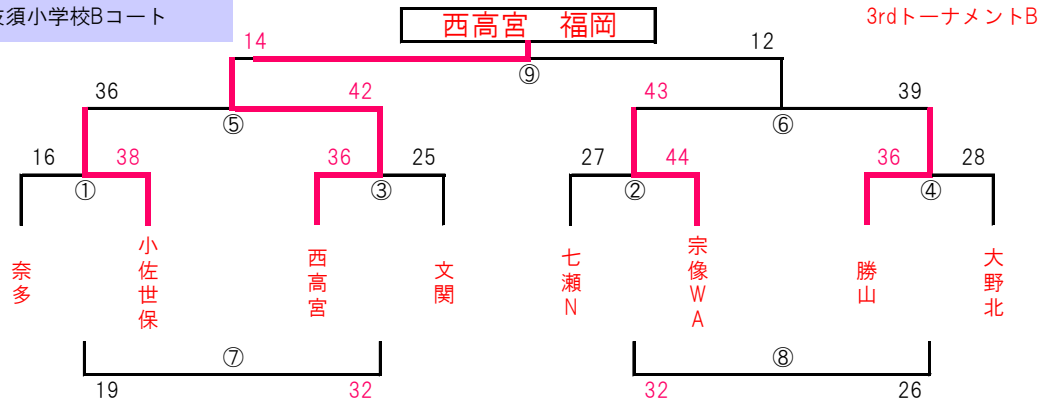 須小学校Bコート
西高宮 福岡
3rdトーナメントB
14 12
⑨
36 42 43 39
⑤ ⑥
16 38 36 25 27 44 36 28
① ③ ② ④
奈多
小佐世保
西高宮
文関
七瀬N
宗像WA
勝山
大野北
⑦ ⑧
19 32 32 26